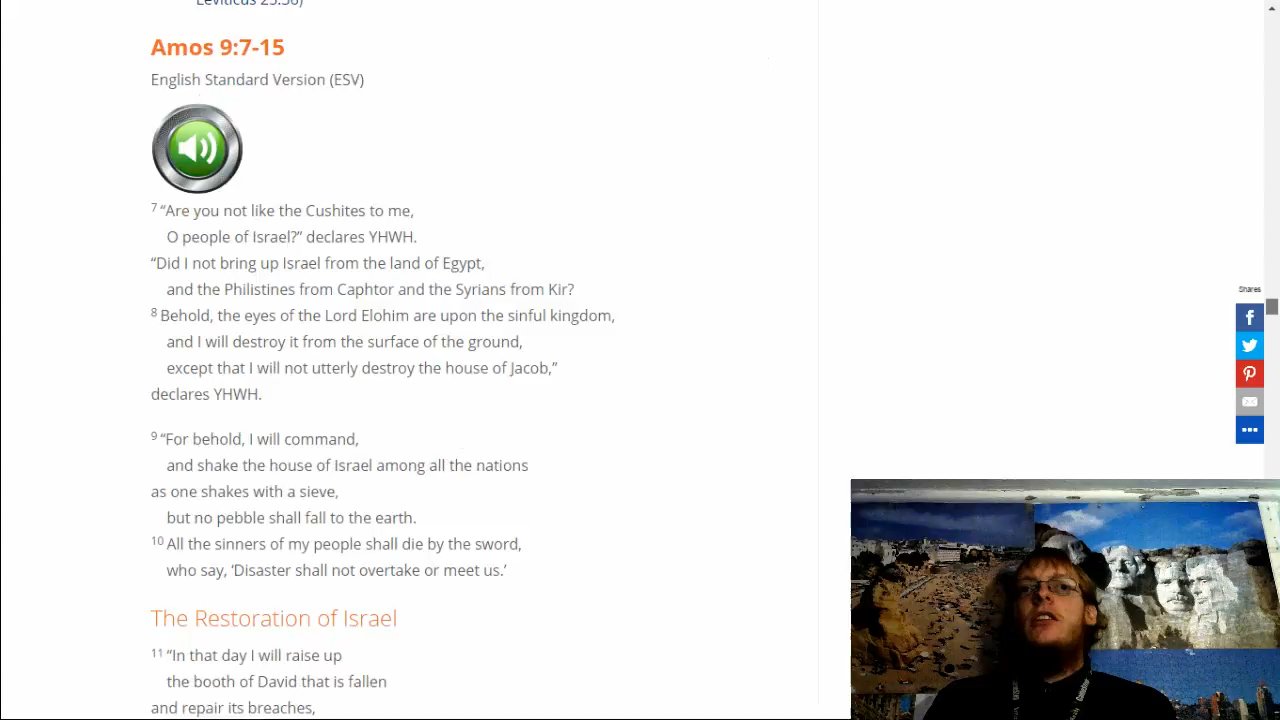 Leviticus 25:36)
Amos 9:7-15
English Standard Version (ESV)
7 “Are you not like the Cushites to me,
O people of Israel?” declares YHWH.
“Did I not bring up Israel from the land of Egypt,
and the Philistines from Caphtor and the Syrians from Kir?
8 Behold, the eyes of the Lord Elohim are upon the sinful kingdom,
and I will destroy it from the surface of the ground,
except that I will not utterly destroy the house of Jacob,”
declares YHWH.
9 “For behold, I will command,
and shake the house of Israel among all the nations
as one shakes with a sieve,
but no pebble shall fall to the earth.
10 All the sinners of my people shall die by the sword,
who say, ‘Disaster shall not overtake or meet us.’
The Restoration of Israel
11 “In that day I will raise up
the booth of David that is fallen
and repair its breaches,
Shares